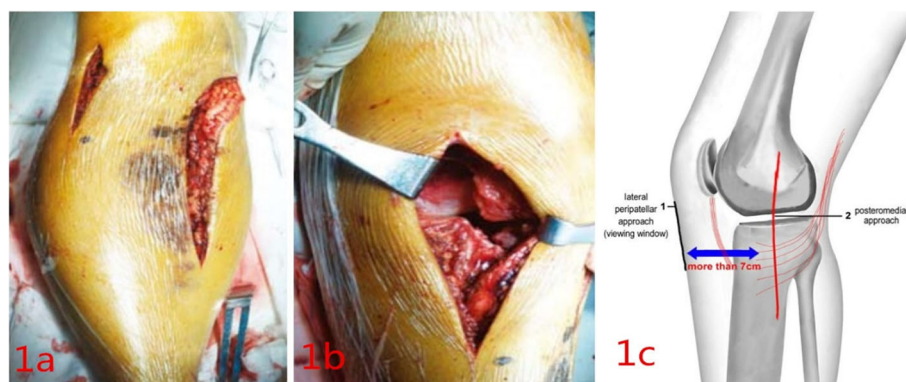 1a
1b
lateral
peripatellar 1
approach
(viewing window)
more than 7cm
2 posteromedia
approach
1c